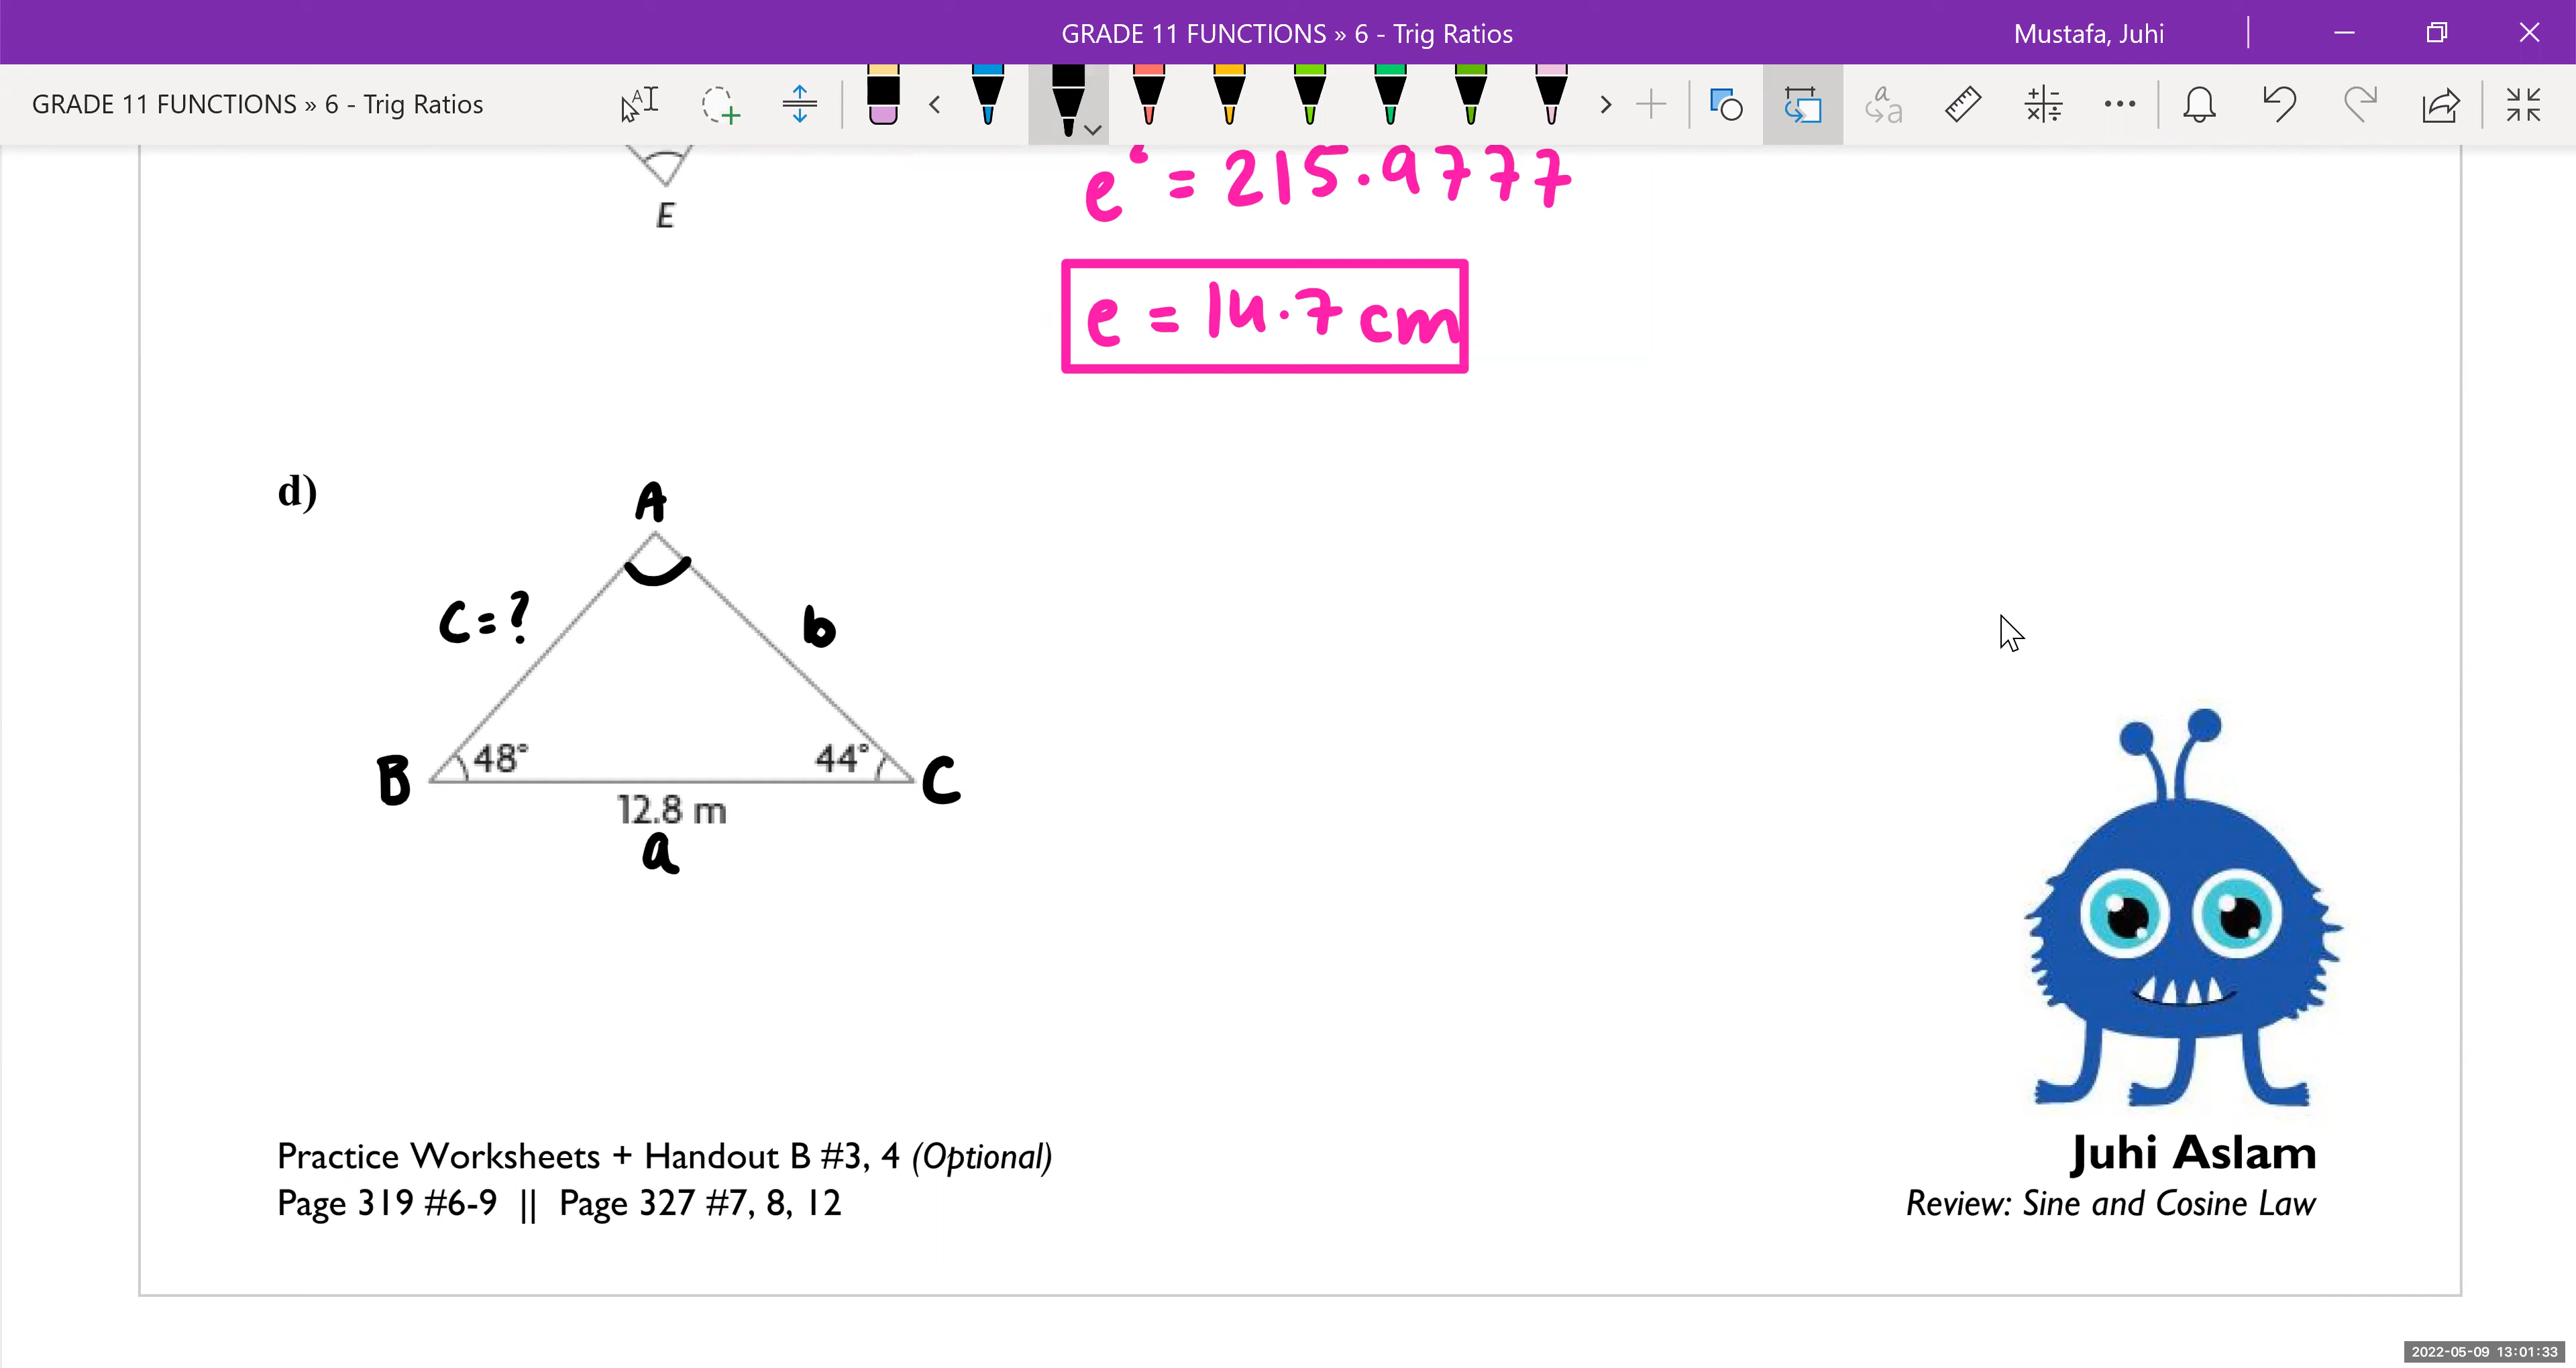 GRADE 11 FUNCTIONS » 6 - Trig Ratios
Mustafa, Juhi
GRADE 11 FUNCTIONS » 6 - Trig Ratios
E
e² = 215.9777
e = 14.7 cm
d)
A
c = ?
b
B
48°
44°
C
12.8 m
a
Practice Worksheets + Handout B #3, 4 (Optional)
Page 319 #6-9 || Page 327 #7, 8, 12
Juhi Aslam
Review: Sine and Cosine Law
2022-05-09 13:01:33